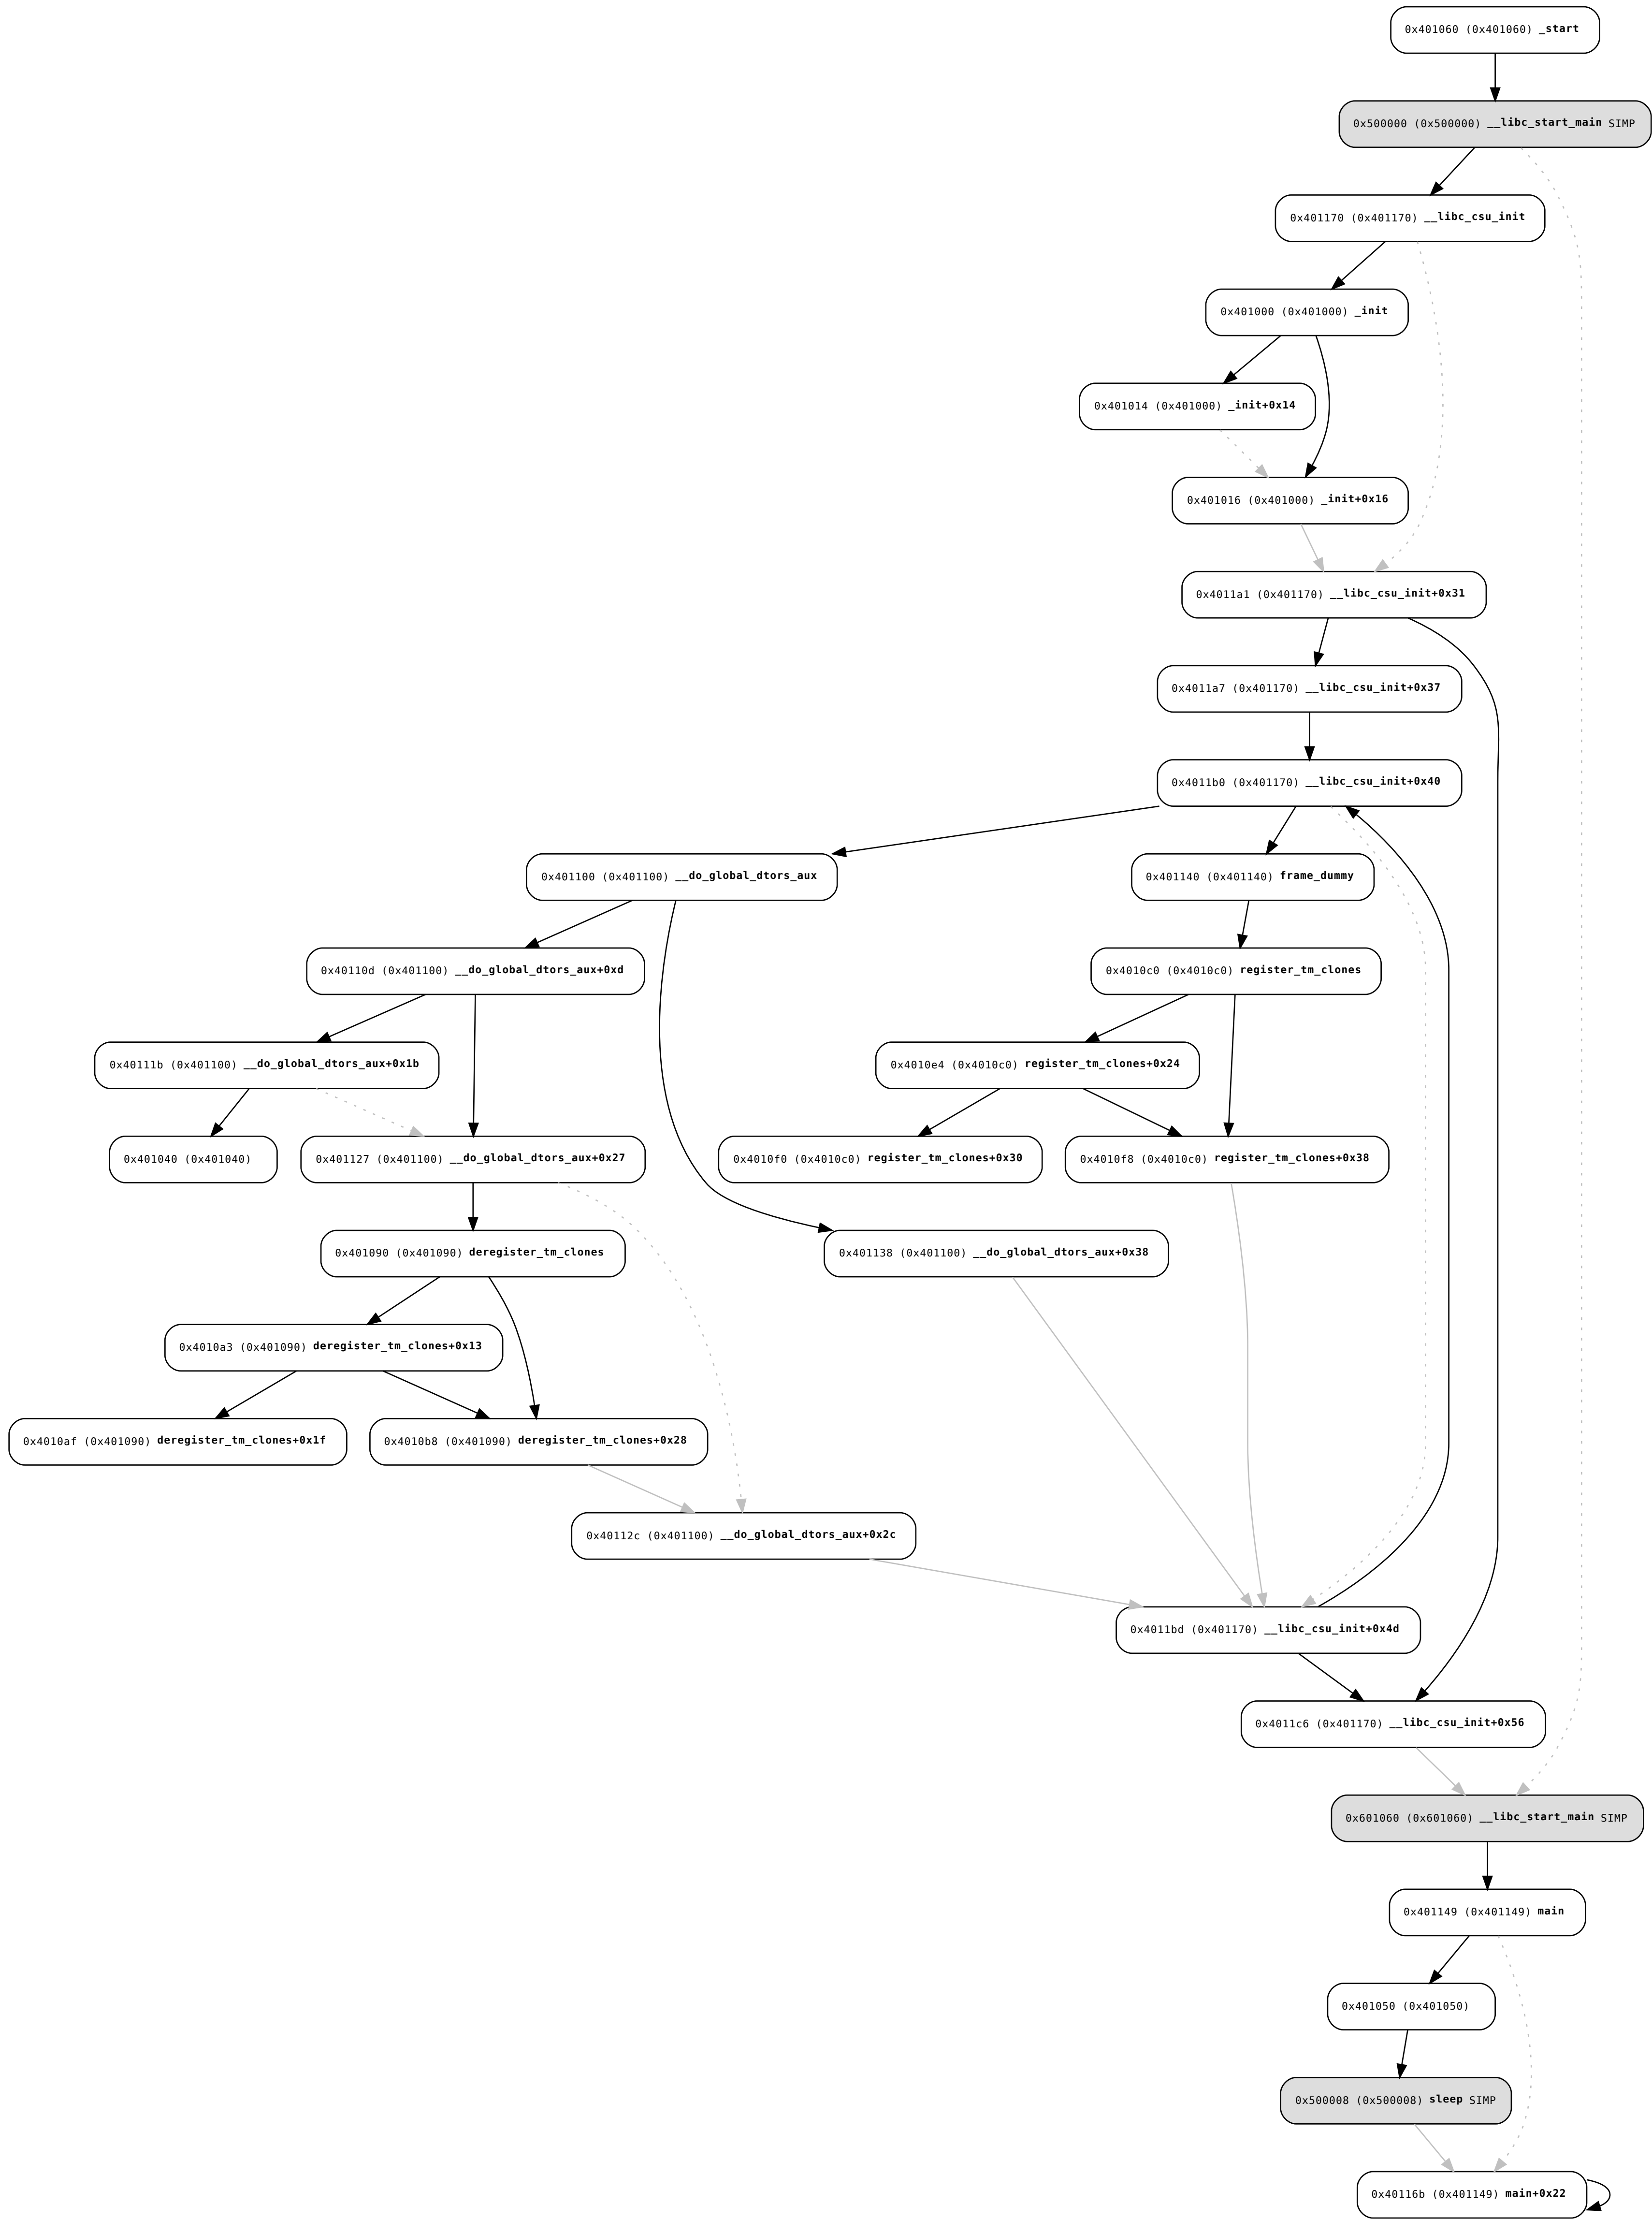 0x401060 (0x401060) _start
0x500000 (0x500000) __libc_start_main SIMP
0x401170 (0x401170) __libc_csu_init
0x401000 (0x401000) _init
0x401014 (0x401000) _init+0x14
0x401016 (0x401000) _init+0x16
0x4011a1 (0x401170) __libc_csu_init+0x31
0x4011a7 (0x401170) __libc_csu_init+0x37
0x4011b0 (0x401170) __libc_csu_init+0x40
0x401100 (0x401100) __do_global_dtors_aux
0x401140 (0x401140) frame_dummy
0x40110d (0x401100) __do_global_dtors_aux+0xd
0x4010c0 (0x4010c0) register_tm_clones
0x40111b (0x401100) __do_global_dtors_aux+0x1b
0x4010e4 (0x4010c0) register_tm_clones+0x24
0x401040 (0x401040)
0x401127 (0x401100) __do_global_dtors_aux+0x27
0x4010f0 (0x4010c0) register_tm_clones+0x30
0x4010f8 (0x4010c0) register_tm_clones+0x38
0x401090 (0x401090) deregister_tm_clones
0x401138 (0x401100) __do_global_dtors_aux+0x38
0x4010a3 (0x401090) deregister_tm_clones+0x13
0x4010af (0x401090) deregister_tm_clones+0x1f
0x4010b8 (0x401090) deregister_tm_clones+0x28
0x40112c (0x401100) __do_global_dtors_aux+0x2c
0x4011bd (0x401170) __libc_csu_init+0x4d
0x4011c6 (0x401170) __libc_csu_init+0x56
0x601060 (0x601060) __libc_start_main SIMP
0x401149 (0x401149) main
0x401050 (0x401050)
0x500008 (0x500008) sleep SIMP
0x40116b (0x401149) main+0x22